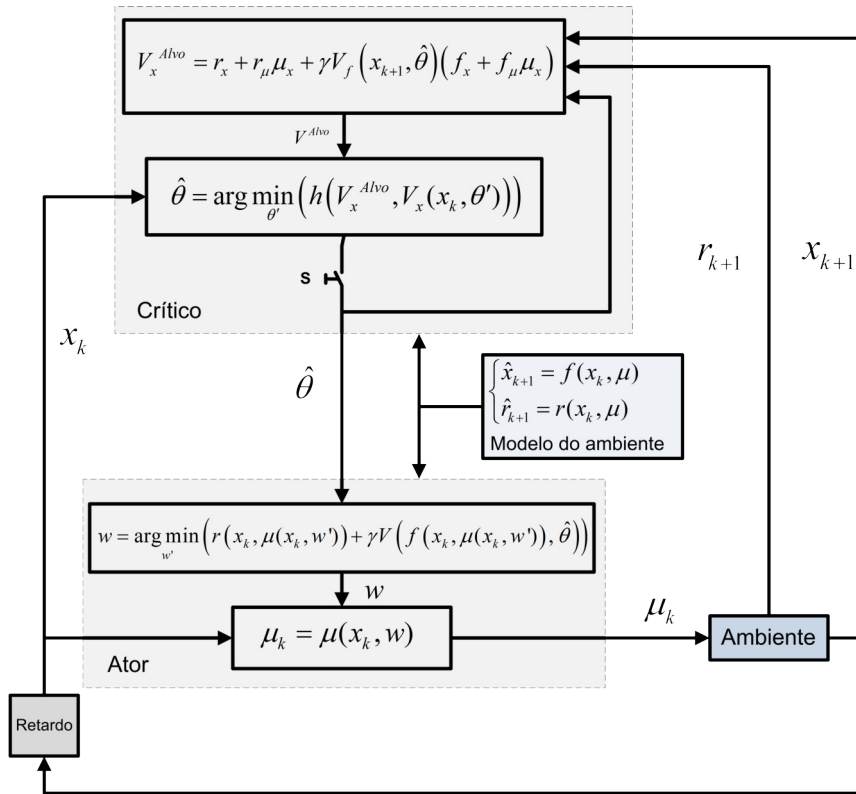 V_x^{Alvo} = r_x + r_μ μ_x + γV_f(x_{k+1}, θ̂)(f_x + f_μ μ_x)
V^{Alvo}
θ̂ = arg min_{θ'}(h(V_x^{Alvo}, V_x(x_k, θ')))
S
Crítico
r_{k+1}
x_{k+1}
x_k
θ̂
{ x̂_{k+1} = f(x_k, μ)
r̂_{k+1} = r(x_k, μ)
Modelo do ambiente
w = arg min_{w'}(r(x_k, μ(x_k, w')) + γV(f(x_k, μ(x_k, w')), θ̂))
w
μ_k = μ(x_k, w)
μ_k
Ambiente
Ator
Retardo